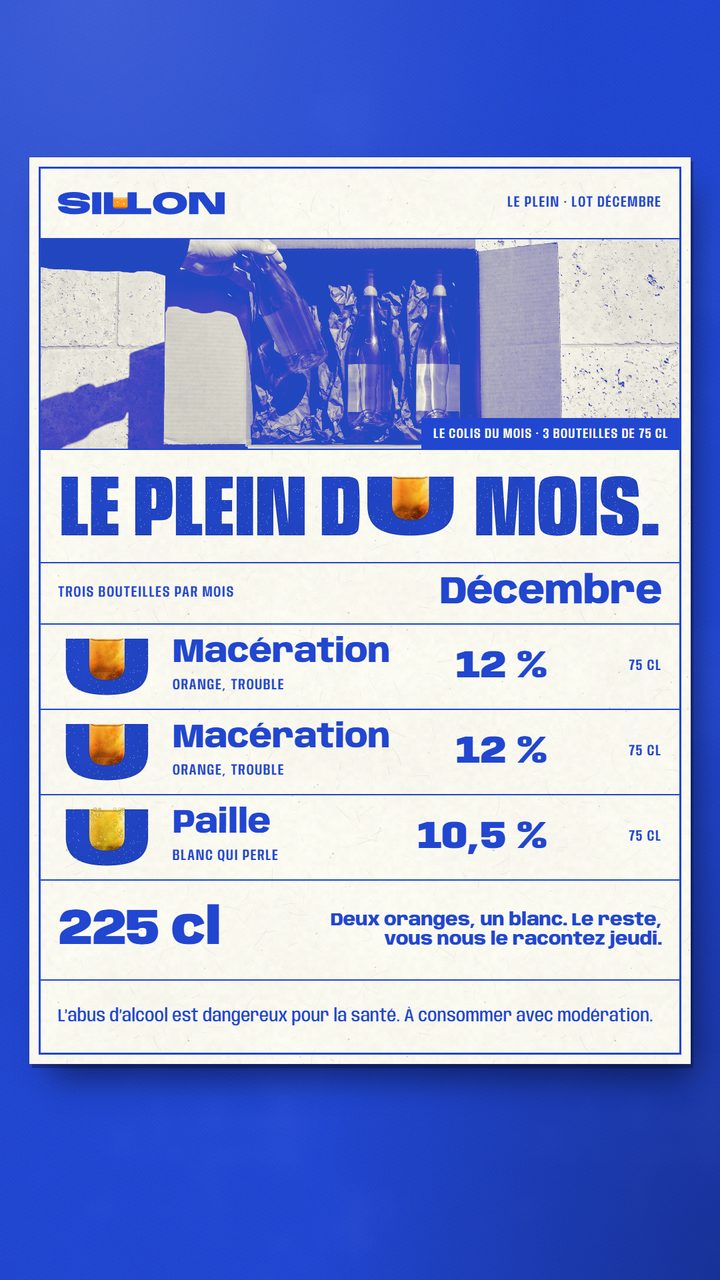 SILLON
LE PLEIN · LOT DÉCEMBRE
LE COLIS DU MOIS · 3 BOUTEILLES DE 75 CL
LE PLEIN DU MOIS.
TROIS BOUTEILLES PAR MOIS
Décembre
Macération
ORANGE, TROUBLE
12 %
75 CL
Macération
ORANGE, TROUBLE
12 %
75 CL
Paille
BLANC QUI PERLE
10,5 %
75 CL
225 cl
Deux oranges, un blanc. Le reste,
vous nous le racontez jeudi.
L'abus d'alcool est dangereux pour la santé. À consommer avec modération.